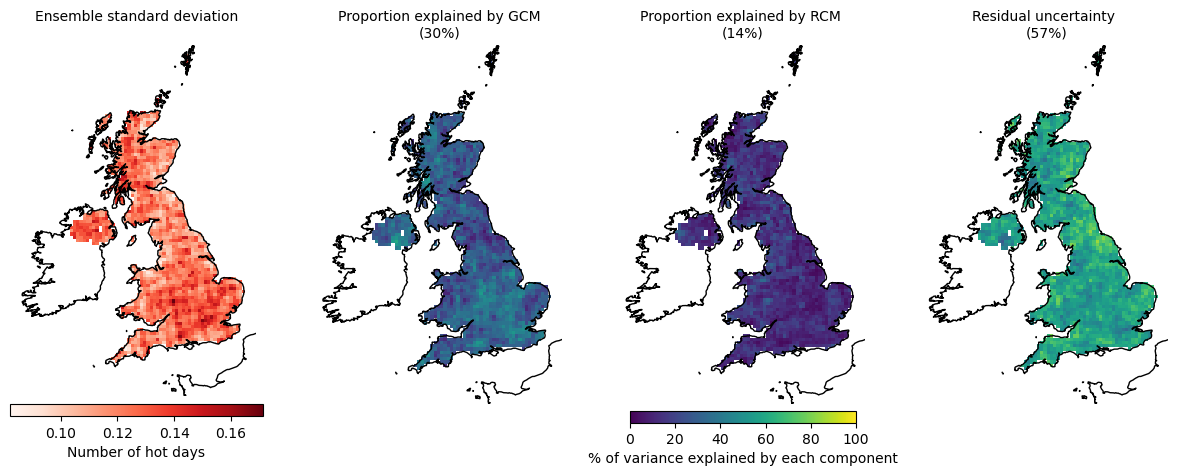 Ensemble standard deviation
Proportion explained by GCM
(30%)
Proportion explained by RCM
(14%)
Residual uncertainty
(57%)
0.10 0.12 0.14 0.16
Number of hot days
0 20 40 60 80 100
% of variance explained by each component